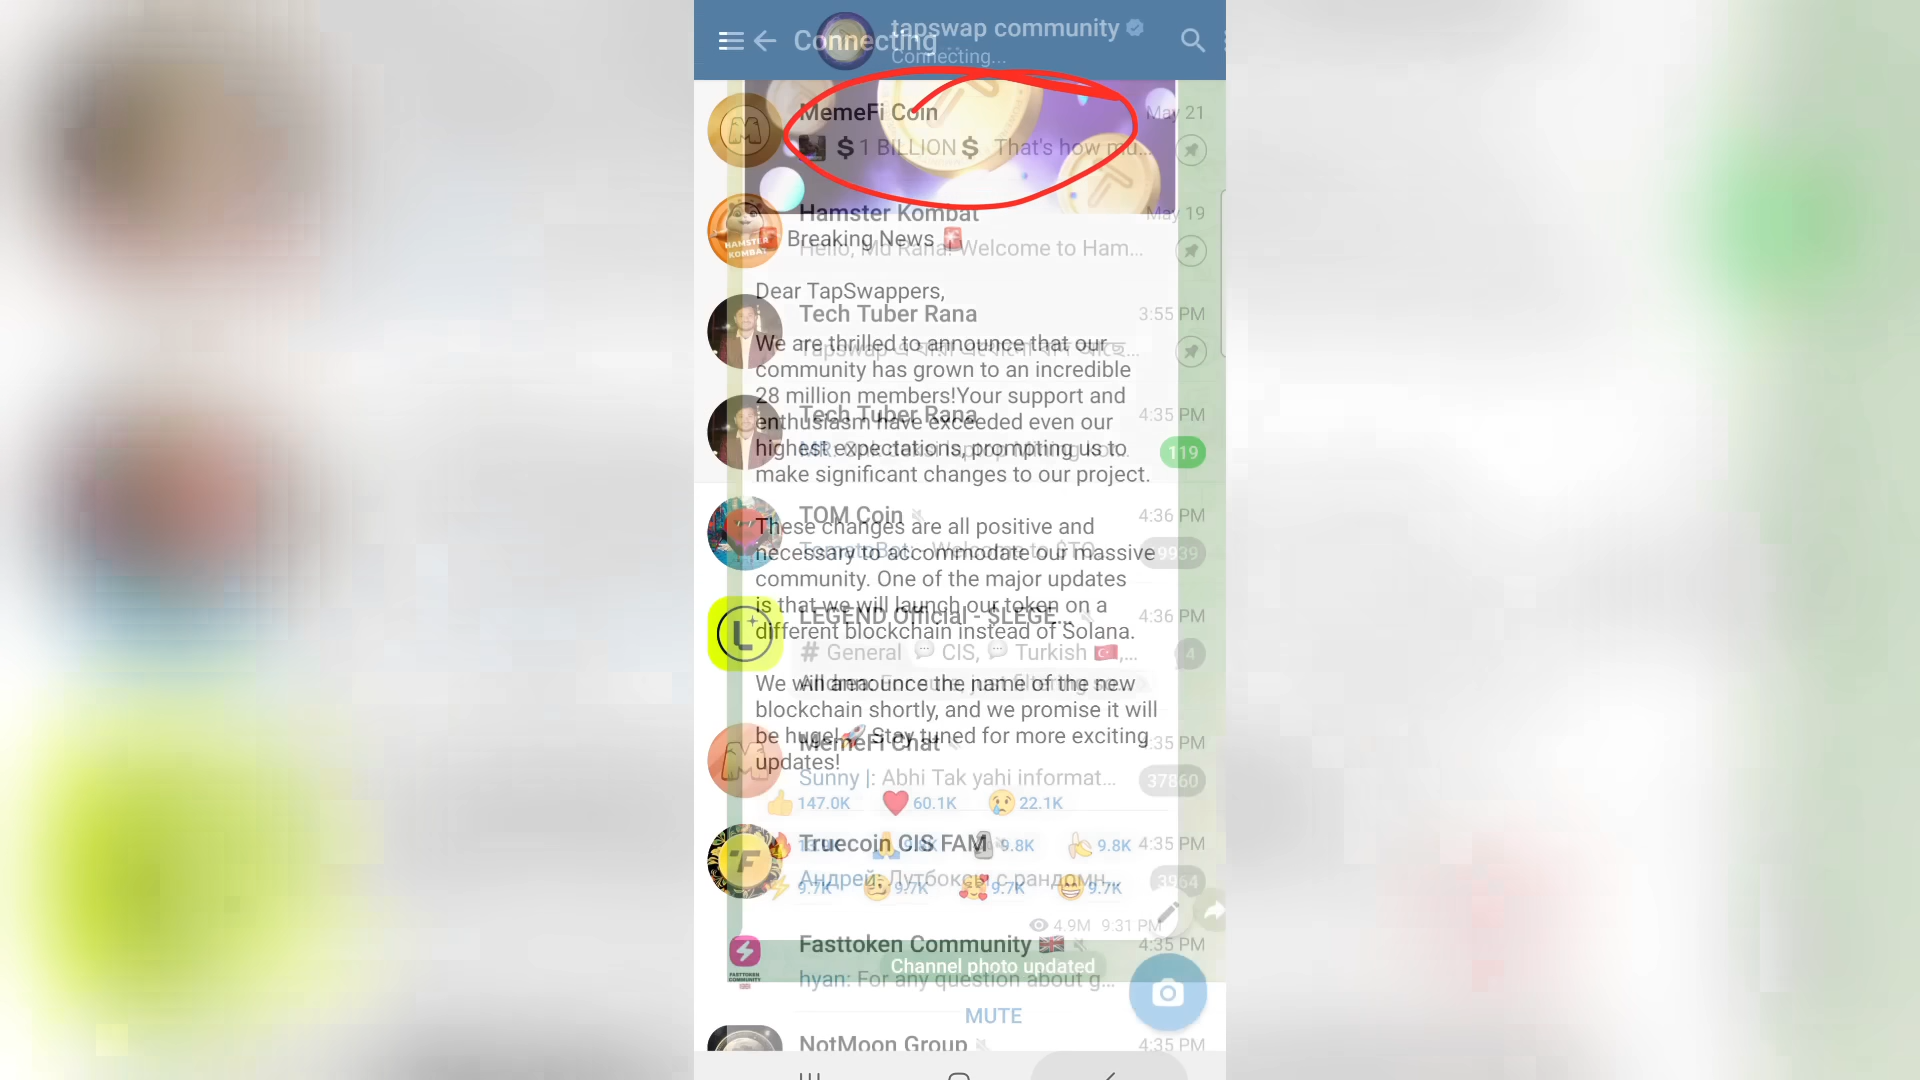 Connecting
tapswap community
Connecting...
MemeFi Coin
May 21
$ 1 BILLION $ That's how mu...
Hamster Kombat
May 19
Breaking News
Hello, Md Rana! Welcome to Ham...
Dear TapSwappers,
Tech Tuber Rana
3:55 PM
We are thrilled to announce that our
community has grown to an incredible
28 million members!Your support and
Tech Tuber Rana
4:35 PM
enthusiasm have exceeded even our
highest expectations, prompting us to
119
make significant changes to our project.
TOM Coin
4:36 PM
These changes are all positive and
necessary to accommodate our massive
community. One of the major updates
is that we will launch our token on a
LEGEND Official - $LEGE...
4:36 PM
different blockchain instead of Solana.
# General CIS, Turkish ,...
4
We will announce the name of the new
blockchain shortly, and we promise it will
be huge! Stay tuned for more exciting
MemeFi Chat
updates!
Sunny |: Abhi Tak yahi informat...
37860
147.0K 60.1K 22.1K
Truecoin CIS FAM
4:35 PM
9.8K 9.8K
Андрей: Лутбоксы с рандомн...
3964
9.7K 9.7K 9.7K 9.7K
4.9M 9:31 PM
Fasttoken Community
4:35 PM
Channel photo updated
hyan: For any question about g...
MUTE
NotMoon Group
4:35 PM